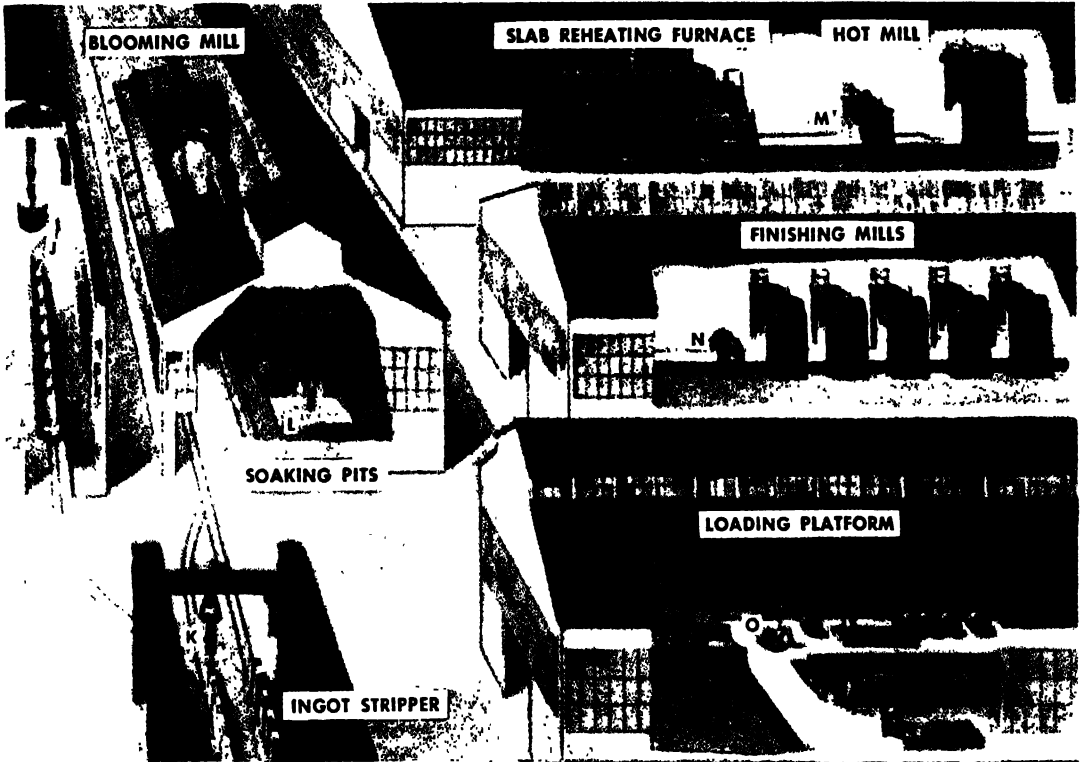 BLOOMING MILL
SLAB REHEATING FURNACE
HOT MILL
M
J
FINISHING MILLS
N
L
SOAKING PITS
LOADING PLATFORM
K
O
INGOT STRIPPER